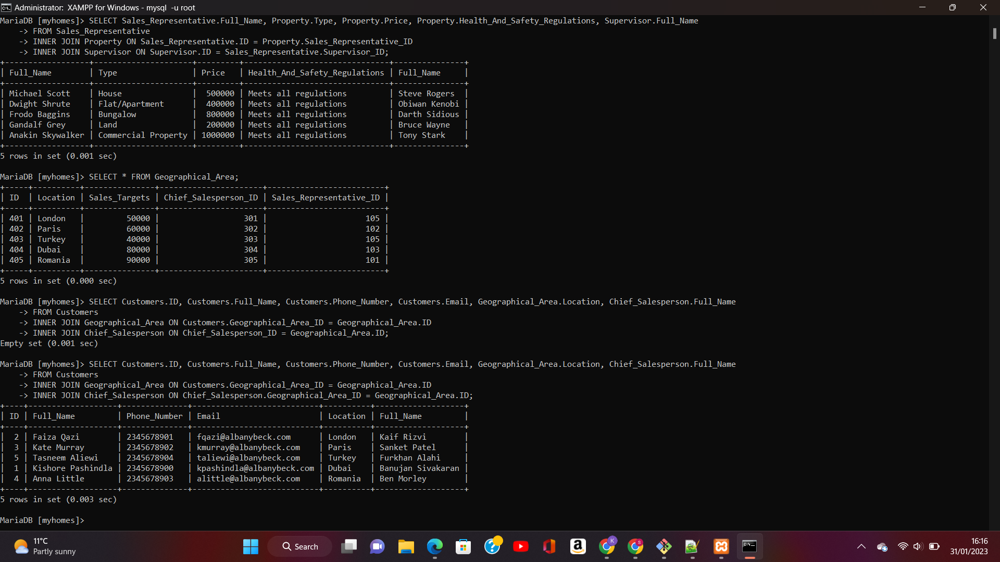 Administrator: XAMPP for Windows - mysql -u root
MariaDB [myhomes]> SELECT Sales_Representative.Full_Name, Property.Type, Property.Price, Property.Health_And_Safety_Regulations, Supervisor.Full_Name
    -> FROM Sales_Representative
    -> INNER JOIN Property ON Sales_Representative.ID = Property.Sales_Representative_ID
    -> INNER JOIN Supervisor ON Supervisor.ID = Sales_Representative.Supervisor_ID;
+------------------+---------------------+---------+-------------------------------+---------------+
| Full_Name        | Type                | Price   | Health_And_Safety_Regulations | Full_Name     |
+------------------+---------------------+---------+-------------------------------+---------------+
| Michael Scott    | House               |  500000 | Meets all regulations         | Steve Rogers  |
| Dwight Shrute    | Flat/Apartment      |  400000 | Meets all regulations         | Obiwan Kenobi |
| Frodo Baggins    | Bungalow            |  800000 | Meets all regulations         | Darth Sidious |
| Gandalf Grey     | Land                |  200000 | Meets all regulations         | Bruce Wayne   |
| Anakin Skywalker | Commercial Property | 1000000 | Meets all regulations         | Tony Stark    |
+------------------+---------------------+---------+-------------------------------+---------------+
5 rows in set (0.001 sec)
MariaDB [myhomes]> SELECT * FROM Geographical_Area;
+-----+----------+---------------+----------------------+-------------------------+
| ID  | Location | Sales_Targets | Chief_Salesperson_ID | Sales_Representative_ID |
+-----+----------+---------------+----------------------+-------------------------+
| 401 | London   |         50000 |                  301 |                     105 |
| 402 | Paris    |         60000 |                  302 |                     102 |
| 403 | Turkey   |         40000 |                  303 |                     105 |
| 404 | Dubai    |         80000 |                  304 |                     103 |
| 405 | Romania  |         90000 |                  305 |                     101 |
+-----+----------+---------------+----------------------+-------------------------+
5 rows in set (0.000 sec)
MariaDB [myhomes]> SELECT Customers.ID, Customers.Full_Name, Customers.Phone_Number, Customers.Email, Geographical_Area.Location, Chief_Salesperson.Full_Name
    -> FROM Customers
    -> INNER JOIN Geographical_Area ON Customers.Geographical_Area_ID = Geographical_Area.ID
    -> INNER JOIN Chief_Salesperson ON Chief_Salesperson_ID = Geographical_Area.ID;
Empty set (0.001 sec)
MariaDB [myhomes]> SELECT Customers.ID, Customers.Full_Name, Customers.Phone_Number, Customers.Email, Geographical_Area.Location, Chief_Salesperson.Full_Name
    -> FROM Customers
    -> INNER JOIN Geographical_Area ON Customers.Geographical_Area_ID = Geographical_Area.ID
    -> INNER JOIN Chief_Salesperson ON Chief_Salesperson.Geographical_Area_ID = Geographical_Area.ID;
+----+-------------------+--------------+---------------------------+----------+-------------------+
| ID | Full_Name         | Phone_Number | Email                     | Location | Full_Name         |
+----+-------------------+--------------+---------------------------+----------+-------------------+
|  2 | Faiza Qazi        | 2345678901   | fqazi@albanybeck.com      | London   | Kaif Rizvi        |
|  3 | Kate Murray       | 2345678902   | kmurray@albanybeck.com    | Paris    | Sanket Patel      |
|  5 | Tasneem Aliewi    | 2345678904   | taliewi@albanybeck.com    | Turkey   | Furkhan Alahi     |
|  1 | Kishore Pashindla | 2345678900   | kpashindla@albanybeck.com | Dubai    | Banujan Sivakaran |
|  4 | Anna Little       | 2345678903   | alittle@albanybeck.com    | Romania  | Ben Morley        |
+----+-------------------+--------------+---------------------------+----------+-------------------+
5 rows in set (0.003 sec)
MariaDB [myhomes]>
11°C
Partly sunny
Search
16:16
31/01/2023